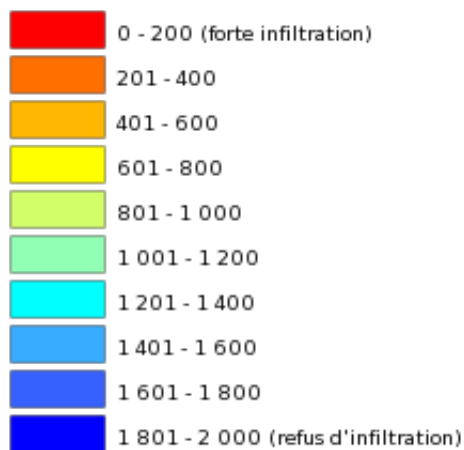 0 - 200 (forte infiltration)
201 - 400
401 - 600
601 - 800
801 - 1 000
1 001 - 1 200
1 201 - 1 400
1 401 - 1 600
1 601 - 1 800
1 801 - 2 000 (refus d'infiltration)